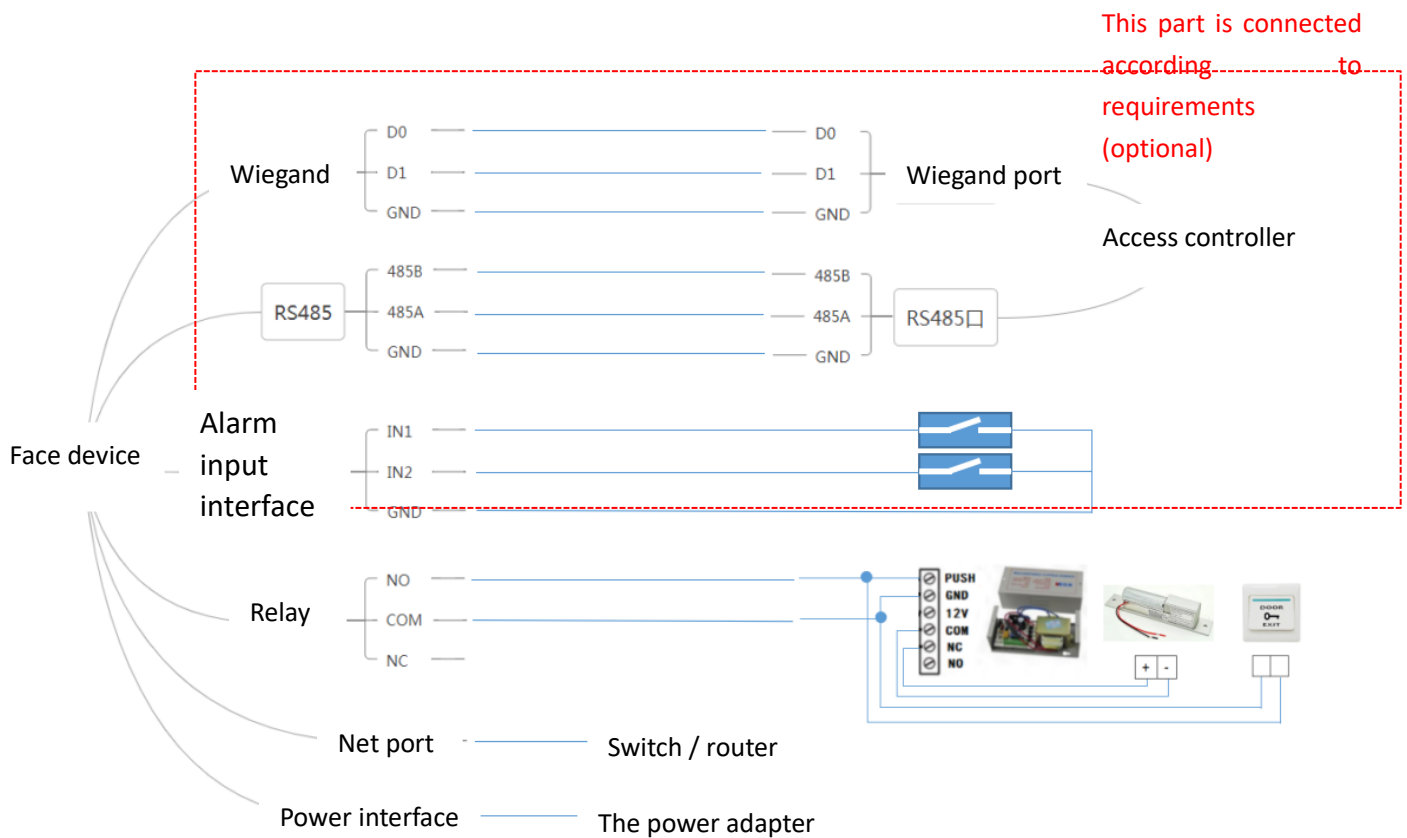 This part is connected
according to
requirements
(optional)
D0
D1
GND
Wiegand
D0
D1
GND
Wiegand port
Access controller
485B
485A
GND
RS485
485B
485A
GND
RS485口
Face device
Alarm
input
interface
IN1
IN2
GND
Relay
NO
COM
NC
PUSH
GND
12V
COM
NC
NO
+ -
DOOR
EXIT
Net port
Switch / router
Power interface
The power adapter